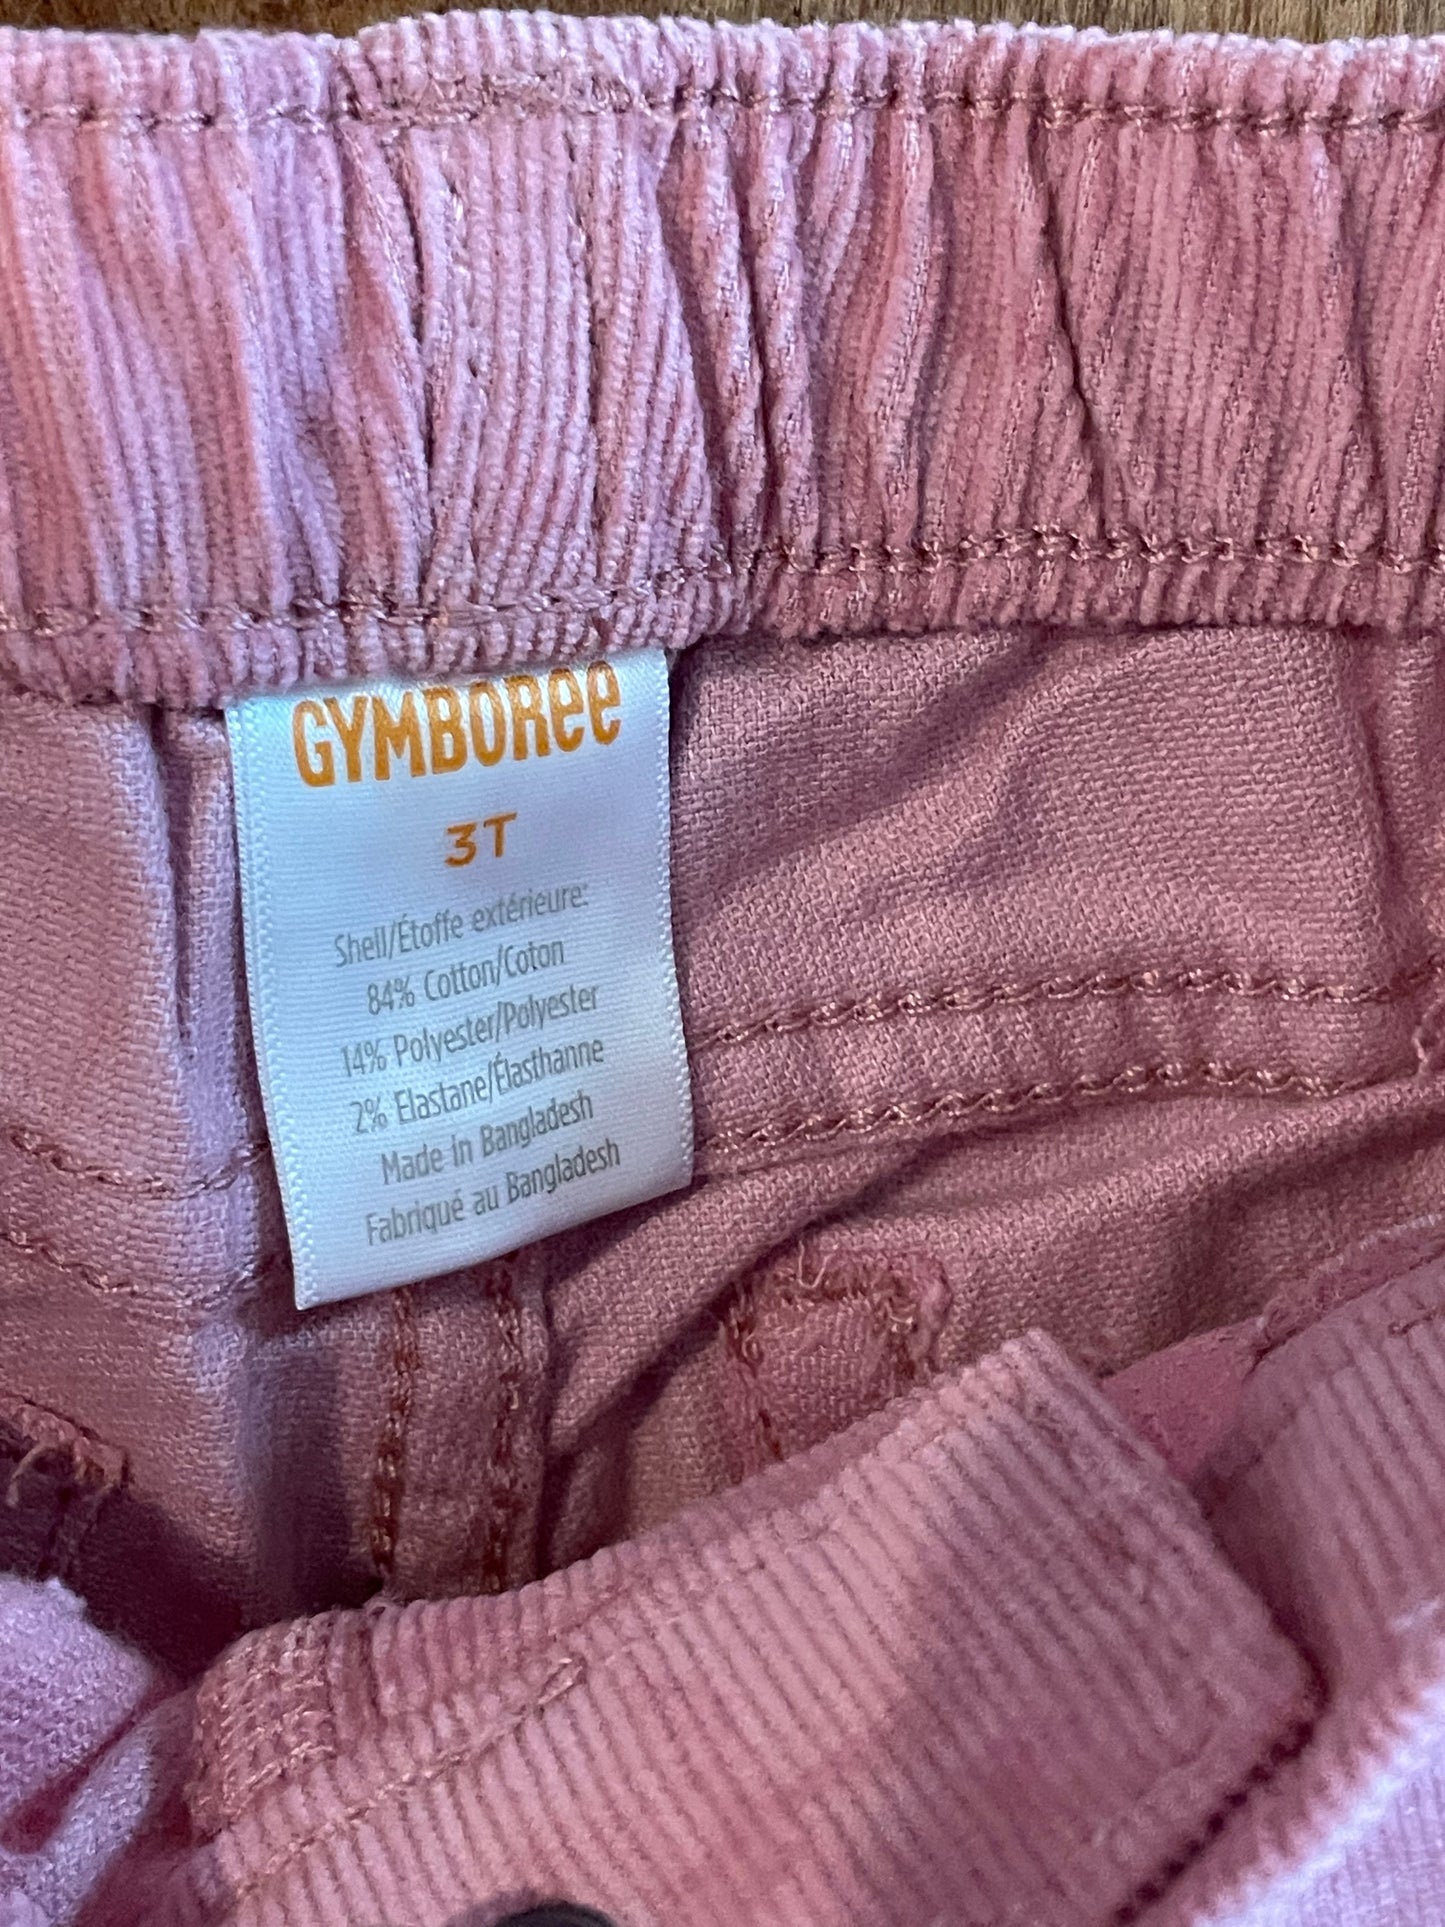 GYMBOREE
3T
Shell/Étoffe extérieure:
84% Cotton/Coton
14% Polyester/Polyester
2% Elastane/Élasthanne
Made in Bangladesh
Fabriqué au Bangladesh